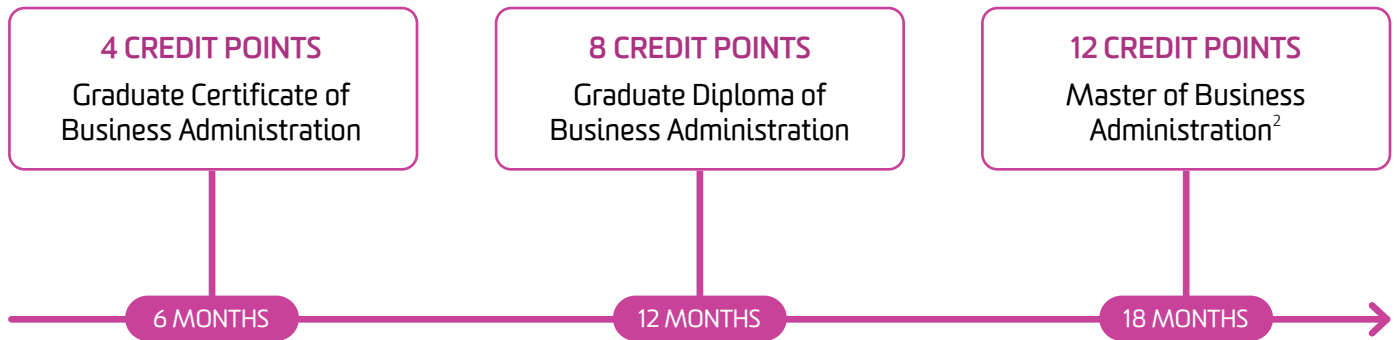 4 CREDIT POINTS
Graduate Certificate of
Business Administration
8 CREDIT POINTS
Graduate Diploma of
Business Administration
12 CREDIT POINTS
Master of Business
Administration²
6 MONTHS
12 MONTHS
18 MONTHS